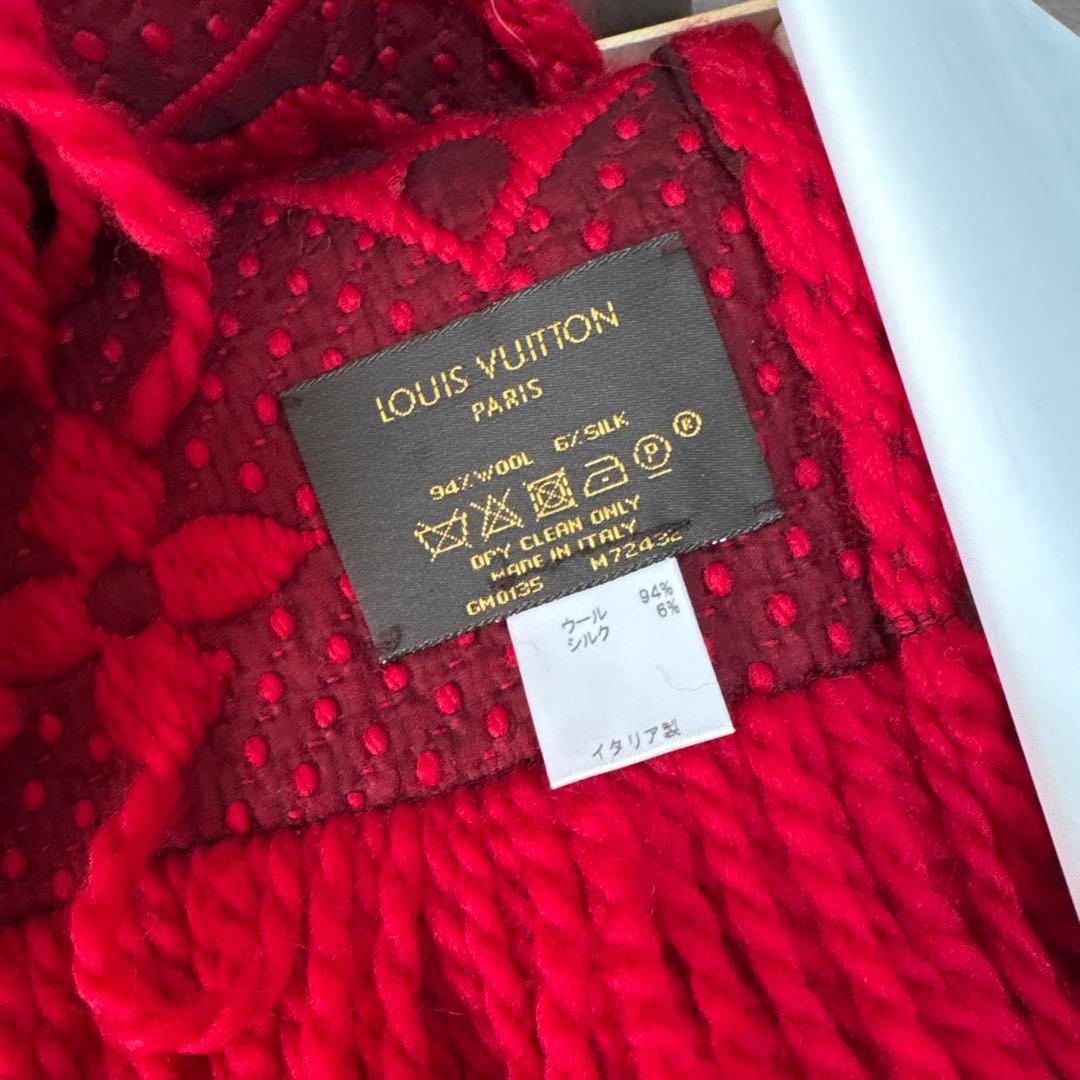 LOUIS VUITTON
PARIS
94% WOOL 6% SILK
P R
DRY CLEAN ONLY
MADE IN ITALY
GM0135 M72432
ウール 94%
シルク 6%
イタリア製